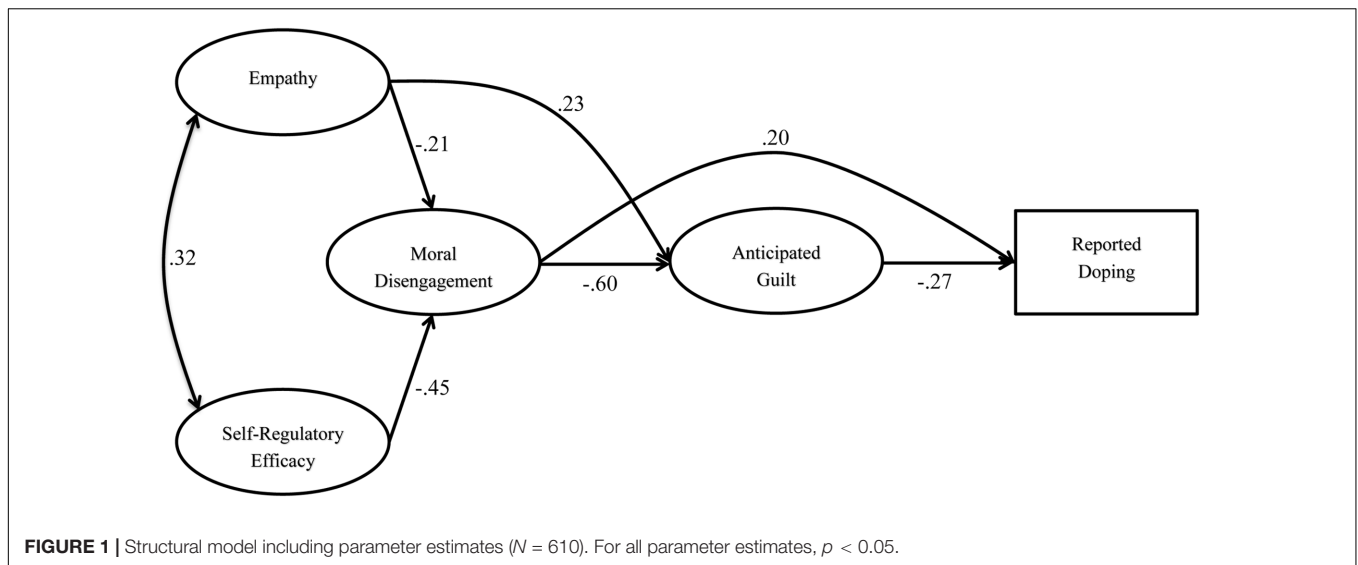 Empathy
.23
-.21
.20
.32
Moral
Disengagement
-.60
Anticipated
Guilt
-.27
Reported
Doping
-.45
Self-Regulatory
Efficacy
FIGURE 1 | Structural model including parameter estimates (N = 610). For all parameter estimates, p < 0.05.